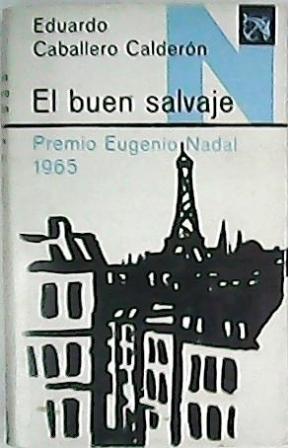 Eduardo
Caballero Calderón
N
El buen salvaje
Premio Eugenio Nadal
1965